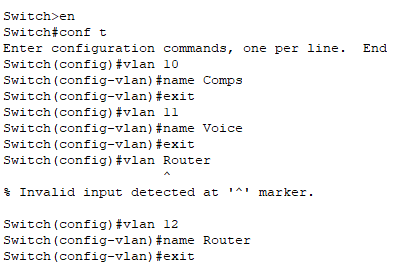 Switch>en
Switch#conf t
Enter configuration commands, one per line.  End
Switch(config)#vlan 10
Switch(config-vlan)#name Comps
Switch(config-vlan)#exit
Switch(config)#vlan 11
Switch(config-vlan)#name Voice
Switch(config-vlan)#exit
Switch(config)#vlan Router
^
% Invalid input detected at '^' marker.
Switch(config)#vlan 12
Switch(config-vlan)#name Router
Switch(config-vlan)#exit